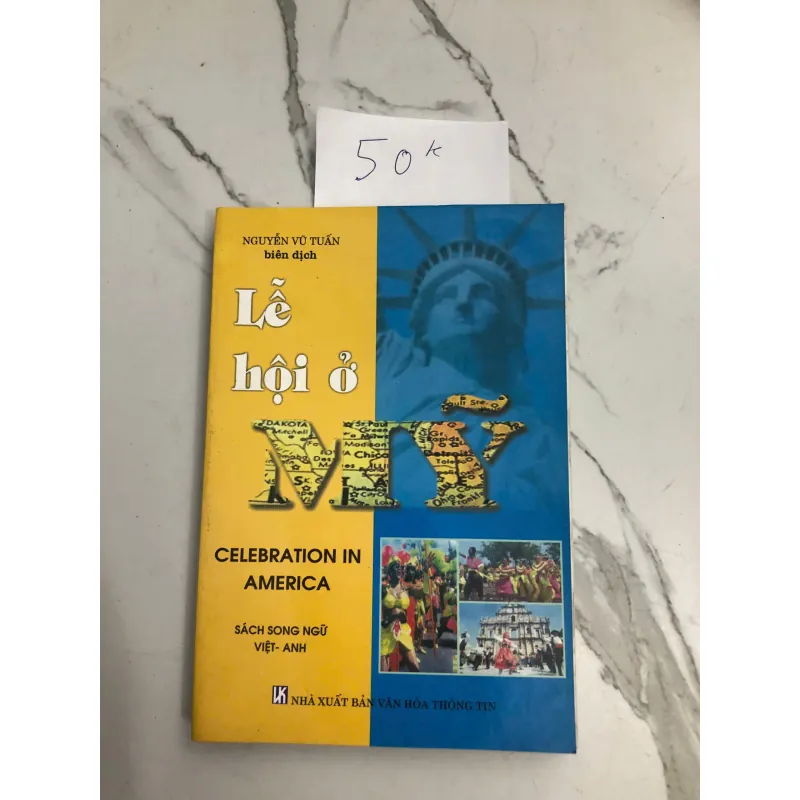 50k
NGUYỄN VŨ TUẤN
biên dịch
Lễ
hội ở
MỸ
CELEBRATION IN
AMERICA
SÁCH SONG NGỮ
VIỆT- ANH
NHÀ XUẤT BẢN VĂN HÓA THÔNG TIN